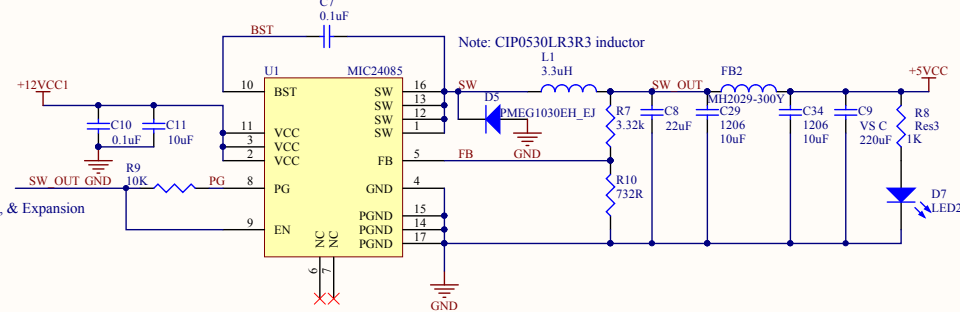 C7
0.1uF
BST
Note: CIP0530LR3R3 inductor
L1
3.3uH
+12VCC1
U1
MIC24085
10
BST
SW
16
SW
SW
13
SW
12
SW
1
D5
PMEG1030EH_EJ
GND
SW_OUT
FB2
MH2029-300Y
+5VCC
R7
3.32k
C8
22uF
C29
1206
10uF
C34
1206
10uF
C9
VS C
220uF
R8
Res3
1K
C10
0.1uF
C11
10uF
11
VCC
3
VCC
2
VCC
FB
5
FB
GND
SW_OUT
R9
10K
PG
8
PG
GND
4
R10
732R
D7
LED2
, & Expansion
9
EN
PGND
15
PGND
14
PGND
17
NC
NC
6
7
GND